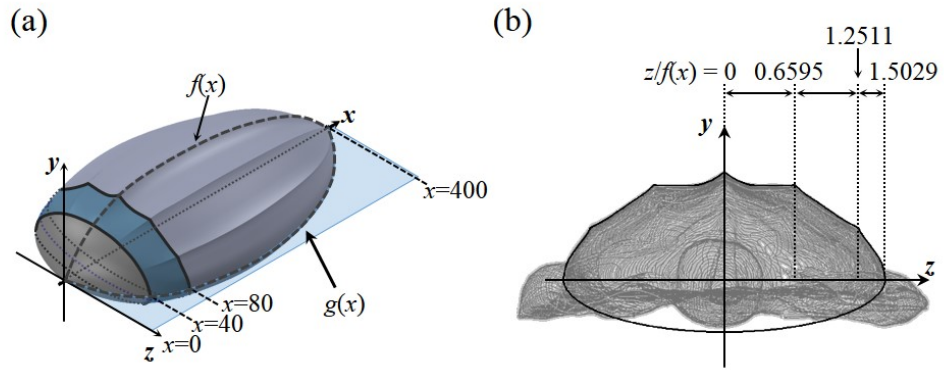 (a)
f(x)
x
y
x=400
x=80
g(x)
x=40
z
x=0
(b)
1.2511
z/f(x) = 0 0.6595 1.5029
y
z